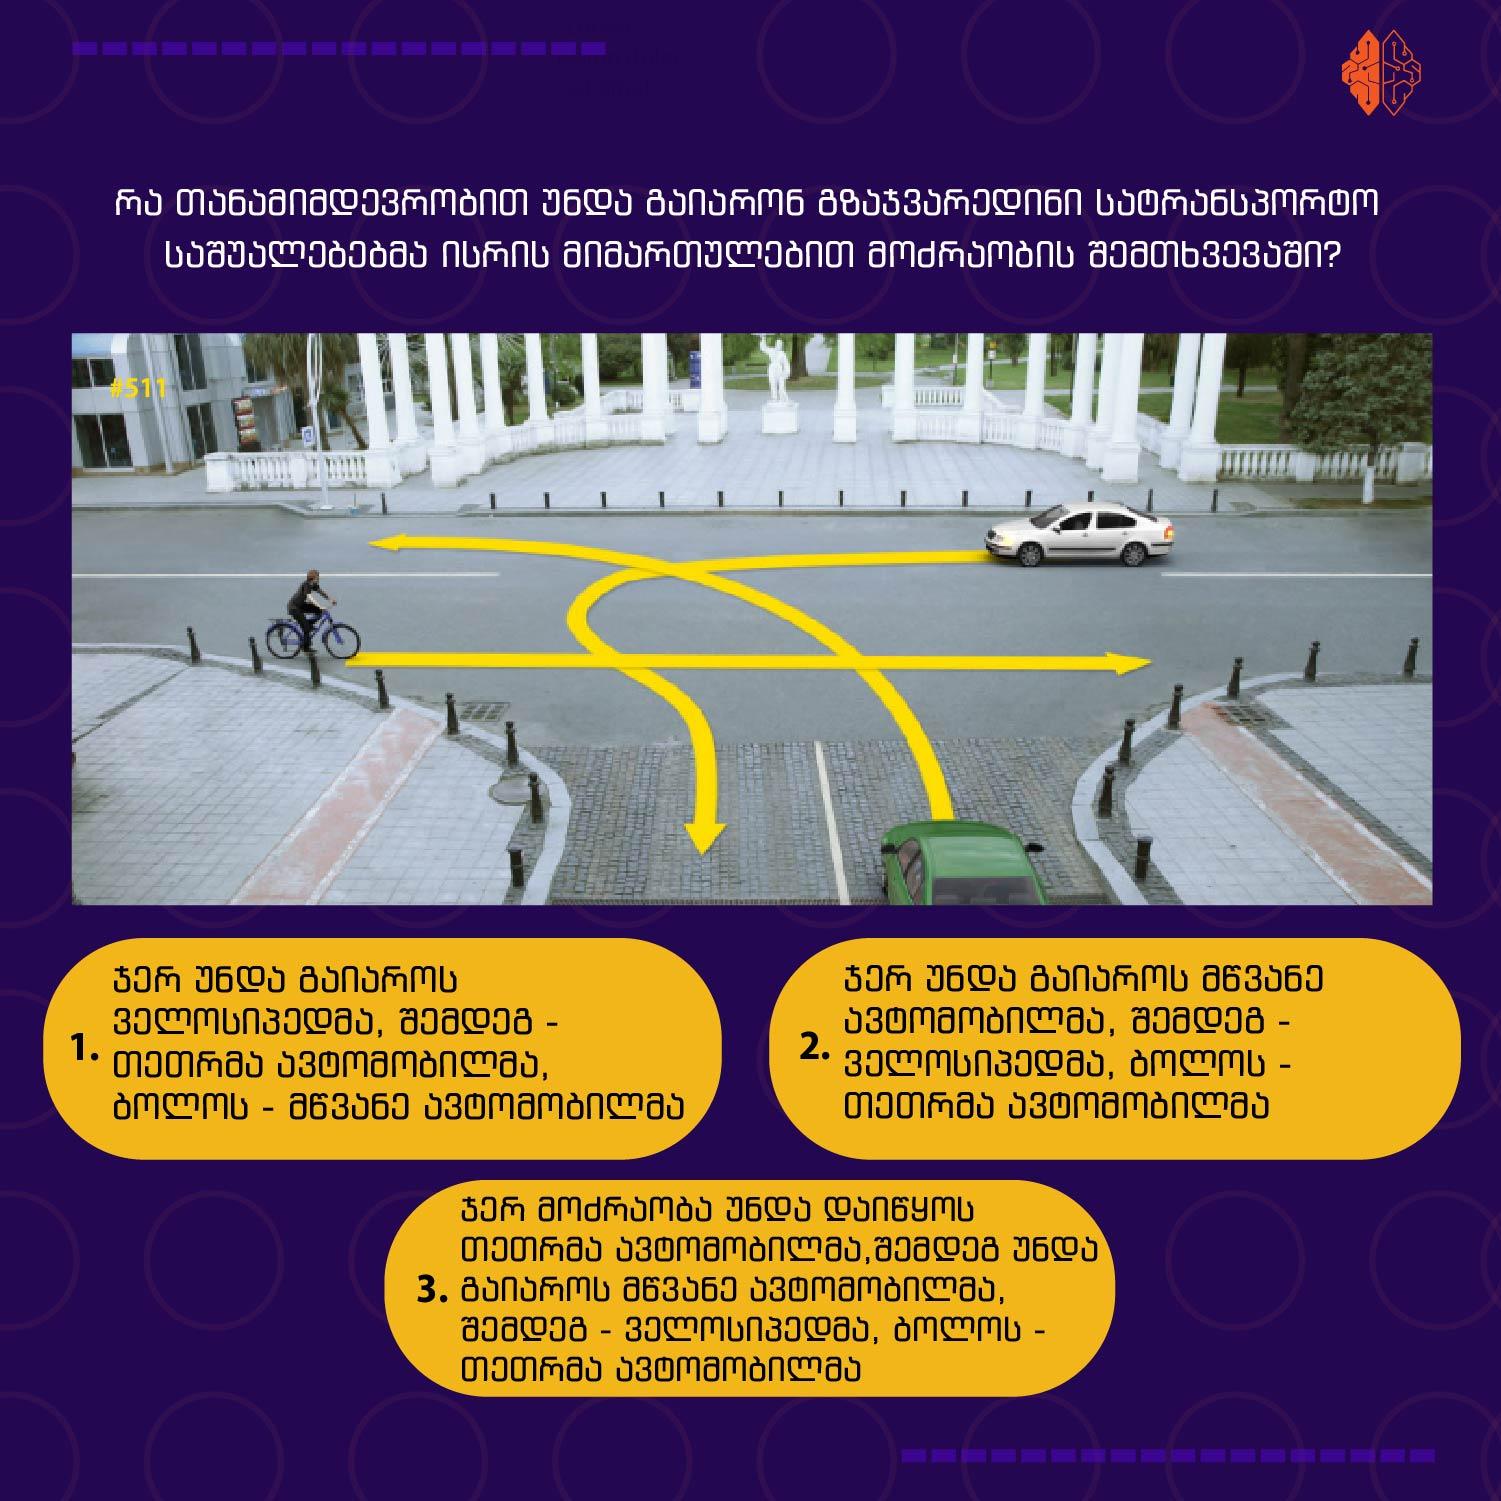 რა თანამიმდევრობით უნდა გაიარონ გზაჯვარედინი სატრანსპორტო
საშუალებებმა ისრის მიმართულებით მოძრაობის შემთხვევაში?
#511
1. ჯერ უნდა გაიაროს
ველოსიპედმა, შემდეგ -
თეთრმა ავტომობილმა,
ბოლოს - მწვანე ავტომობილმა
2. ჯერ უნდა გაიაროს მწვანე
ავტომობილმა, შემდეგ -
ველოსიპედმა, ბოლოს -
თეთრმა ავტომობილმა
3. ჯერ მოძრაობა უნდა დაიწყოს
თეთრმა ავტომობილმა,შემდეგ უნდა
გაიაროს მწვანე ავტომობილმა,
შემდეგ - ველოსიპედმა, ბოლოს -
თეთრმა ავტომობილმა